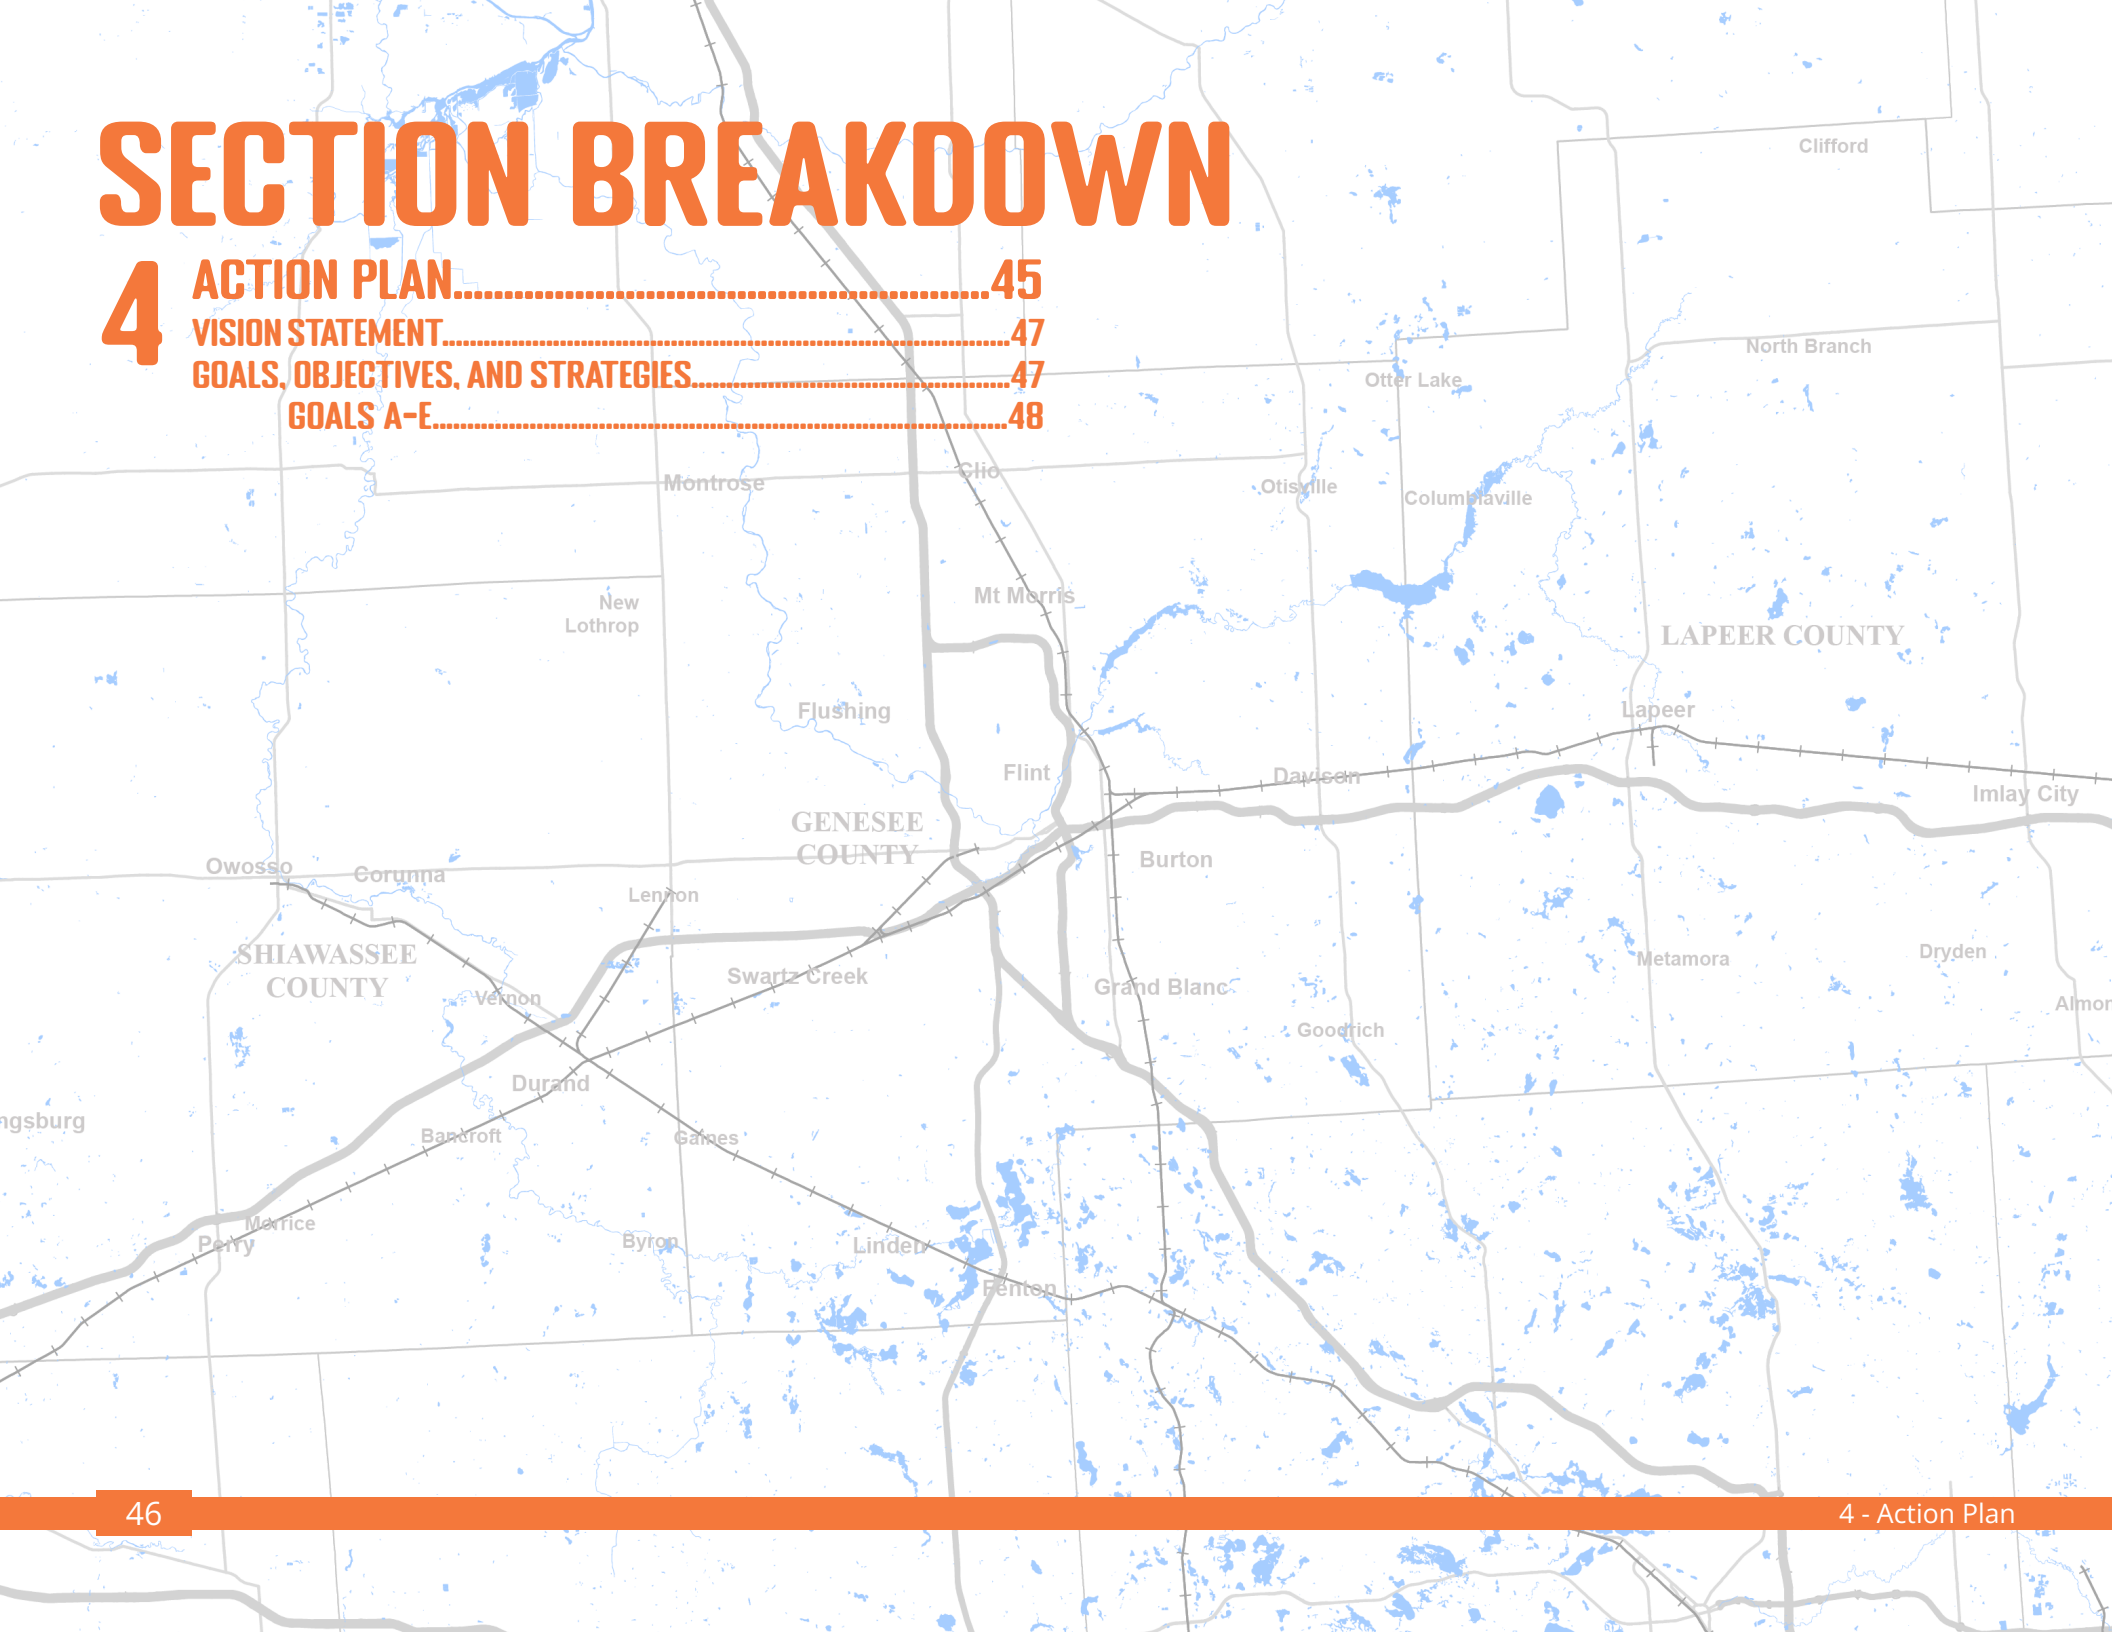 SECTION BREAKDOWN
4
ACTION PLAN.....................................................45
VISION STATEMENT................................................................................47
GOALS, OBJECTIVES, AND STRATEGIES.............................................47
GOALS A-E..................................................................................48
Clifford
North Branch
Otter Lake
Clio
Montrose
Otisville
Columbiaville
Mt Morris
New
Lothrop
LAPEER COUNTY
Flushing
Lapeer
Flint
Davison
Imlay City
GENESEE
COUNTY
Burton
Owosso
Corunna
Lennon
SHIAWASSEE
COUNTY
Metamora
Dryden
Swartz Creek
Grand Blanc
Vernon
Almon
Goodrich
Durand
ngsburg
Bancroft
Gaines
Morrice
Perry
Byron
Linden
Fenton
46
4 - Action Plan